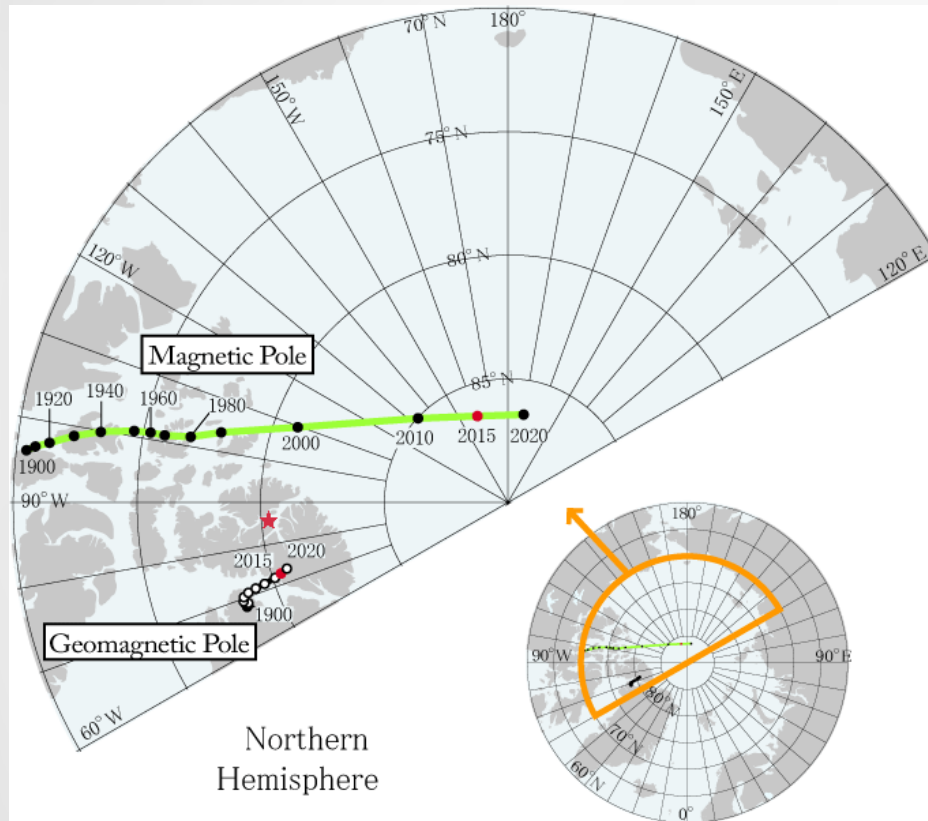 70°N
180°
150°W
150°E
75°N
120°W
80°N
120°E
Magnetic Pole
85°N
1920
1940
1960
1980
2000
2010
2015
2020
1900
90°W
2015
2020
1900
Geomagnetic Pole
60°W
Northern
Hemisphere
180°
90°W
90°E
80°N
70°N
60°N
0°